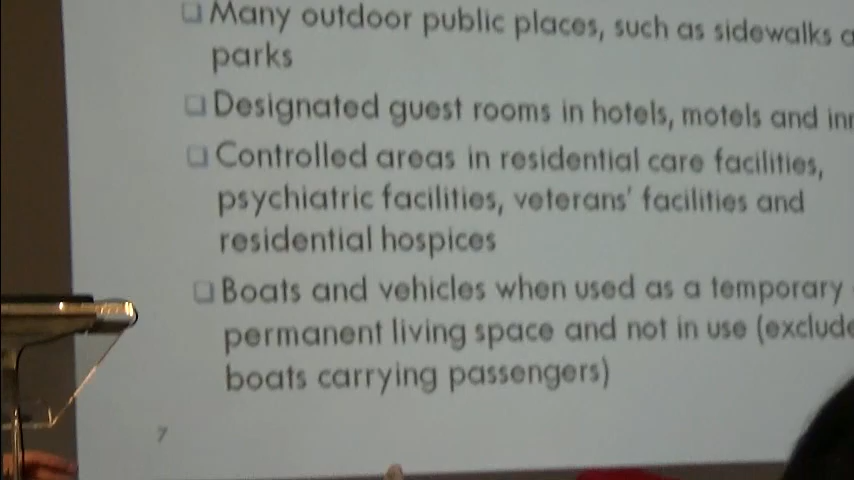 Many outdoor public places, such as sidewalks
parks
Designated guest rooms in hotels, motels and
Controlled areas in residential care facilities,
psychiatric facilities, veterans' facilities and
residential hospices
Boats and vehicles when used as a temporary
permanent living space and not in use
boats carrying passengers)
7